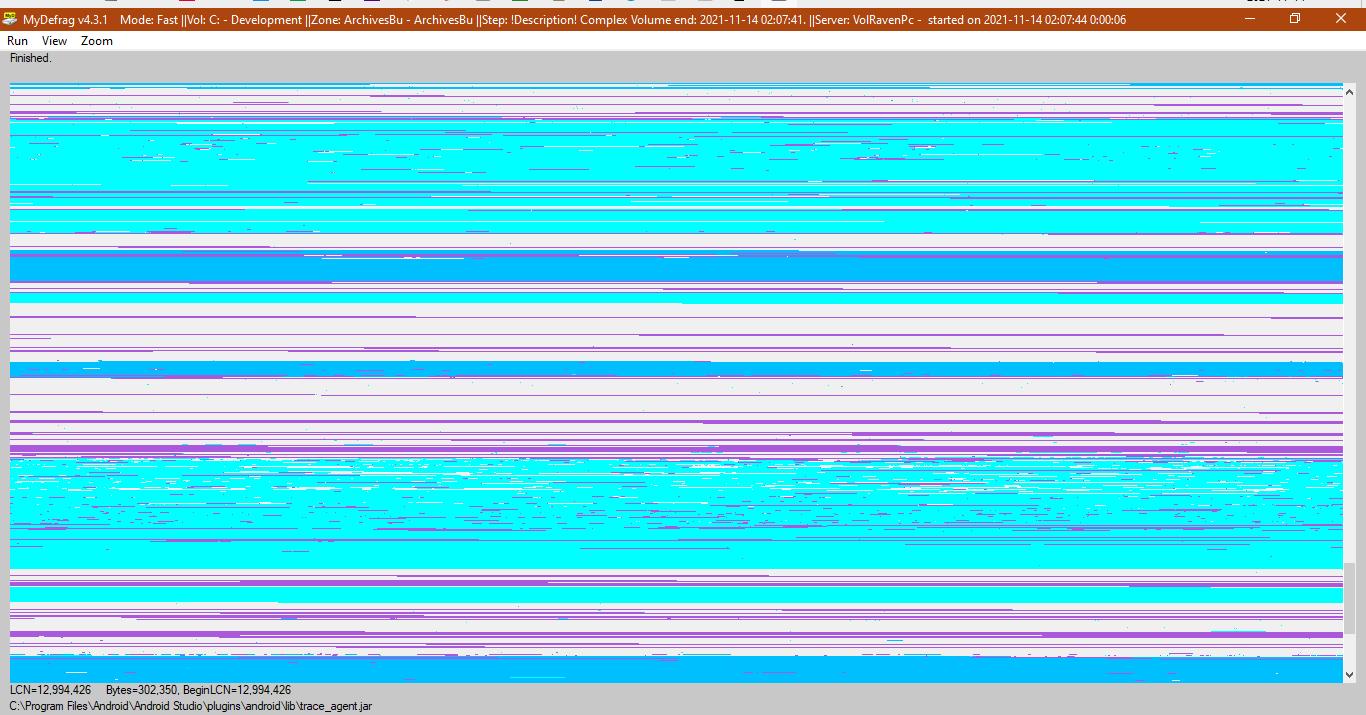 MyDefrag v4.3.1 Mode: Fast ||Vol: C: - Development ||Zone: ArchivesBu - ArchivesBu ||Step: !Description! Complex Volume end: 2021-11-14 02:07:41. ||Server: VolRavenPc - started on 2021-11-14 02:07:44 0:00:06
Run View Zoom
Finished.
LCN=12,994,426 Bytes=302,350, BeginLCN=12,994,426
C:\Program Files\Android\Android Studio\plugins\android\lib\trace_agent.jar